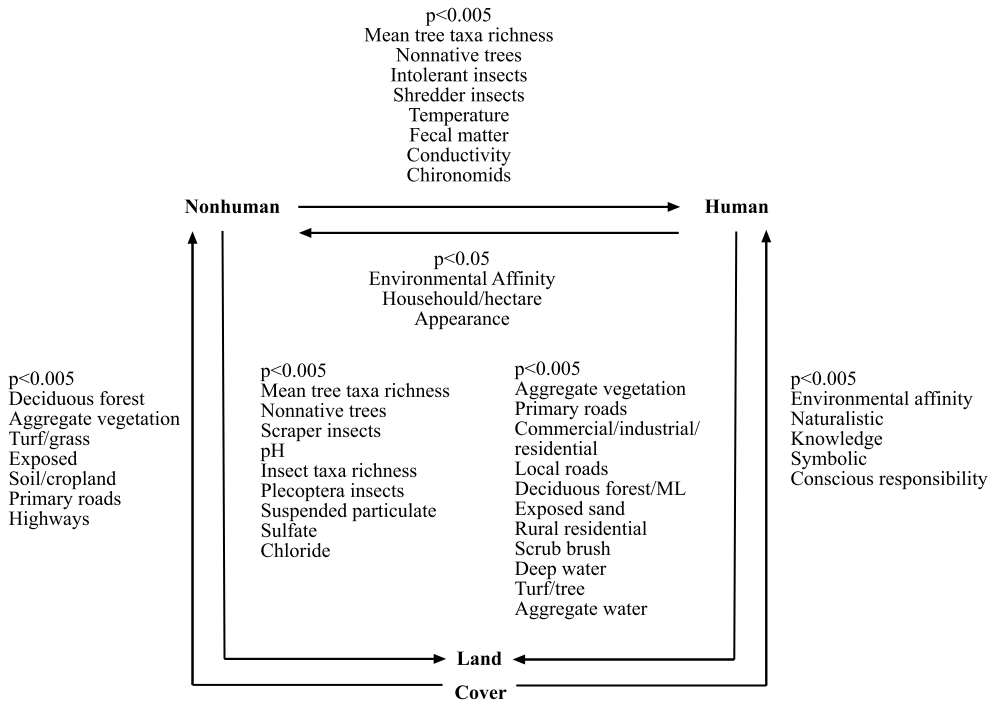 p<0.005
Mean tree taxa richness
Nonnative trees
Intolerant insects
Shredder insects
Temperature
Fecal matter
Conductivity
Chironomids
Nonhuman
Human
p<0.05
Environmental Affinity
Househould/hectare
Appearance
p<0.005
Deciduous forest
Aggregate vegetation
Turf/grass
Exposed
Soil/cropland
Primary roads
Highways
p<0.005
Mean tree taxa richness
Nonnative trees
Scraper insects
pH
Insect taxa richness
Plecoptera insects
Suspended particulate
Sulfate
Chloride
p<0.005
Aggregate vegetation
Primary roads
Commercial/industrial/
residential
Local roads
Deciduous forest/ML
Exposed sand
Rural residential
Scrub brush
Deep water
Turf/tree
Aggregate water
p<0.005
Environmental affinity
Naturalistic
Knowledge
Symbolic
Conscious responsibility
Land
Cover